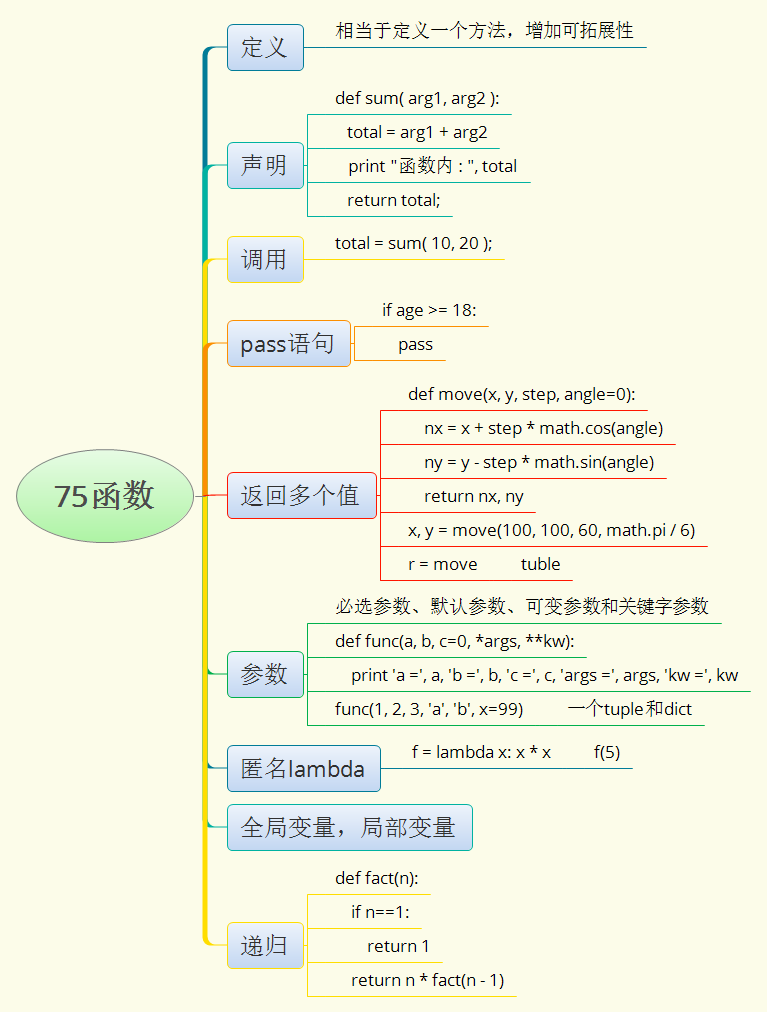 75函数
定义
相当于定义一个方法，增加可拓展性
声明
def sum( arg1, arg2 ):
total = arg1 + arg2
print "函数内 : ", total
return total;
调用
total = sum( 10, 20 );
pass语句
if age >= 18:
pass
返回多个值
def move(x, y, step, angle=0):
nx = x + step * math.cos(angle)
ny = y - step * math.sin(angle)
return nx, ny
x, y = move(100, 100, 60, math.pi / 6)
r = move tuble
参数
必选参数、默认参数、可变参数和关键字参数
def func(a, b, c=0, *args, **kw):
print 'a =', a, 'b =', b, 'c =', c, 'args =', args, 'kw =', kw
func(1, 2, 3, 'a', 'b', x=99) 一个tuple和dict
匿名lambda
f = lambda x: x * x f(5)
全局变量，局部变量
递归
def fact(n):
if n==1:
return 1
return n * fact(n - 1)